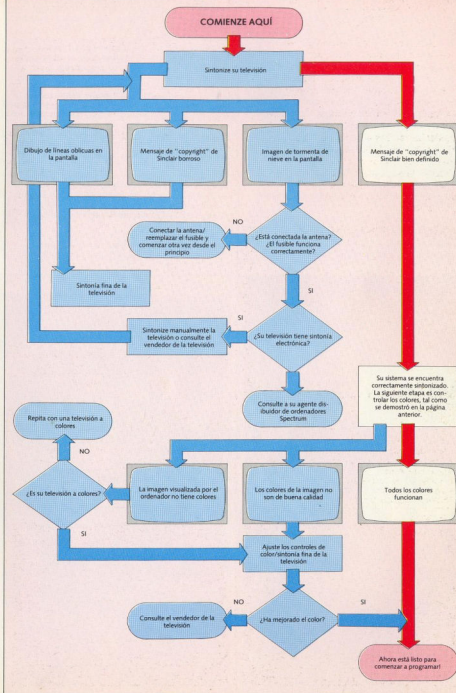 COMIENZE AQUÍ
Sintonize su televisión
Dibujo de líneas oblicuas en
la pantalla
Mensaje de "copyright" de
Sinclair borroso
Imagen de tormenta de
nieve en la pantalla
Mensaje de "copyright" de
Sinclair bien definido
NO
Conectar la antena/
reemplazar el fusible y
comenzar otra vez desde el
principio
¿Está conectada la antena?
¿El fusible funciona
correctamente?
Sintonía fina de la
televisión
SI
SI
Sintonize manualmente la
televisión o consulte el
vendedor de la televisión
¿Su televisión tiene sintonía
electrónica?
Su sistema se encuentra
correctamente sintonizado.
La siguiente etapa es con-
trolar los colores, tal como
se demostró en la página
anterior.
Consulte a su agente dis-
tribuidor de ordenadores
Spectrum
Repita con una televisión a
colores
NO
¿Es su televisión a colores?
La imagen visualizada por el
ordenador no tiene colores
Los colores de la imagen no
son de buena calidad
Todos los colores
funcionan
SI
Ajuste los controles de
color/sintonía fina de la
televisión
NO
SI
Consulte el vendedor de la
televisión
¿Ha mejorado el color?
Ahora está listo para
comenzar a programar!